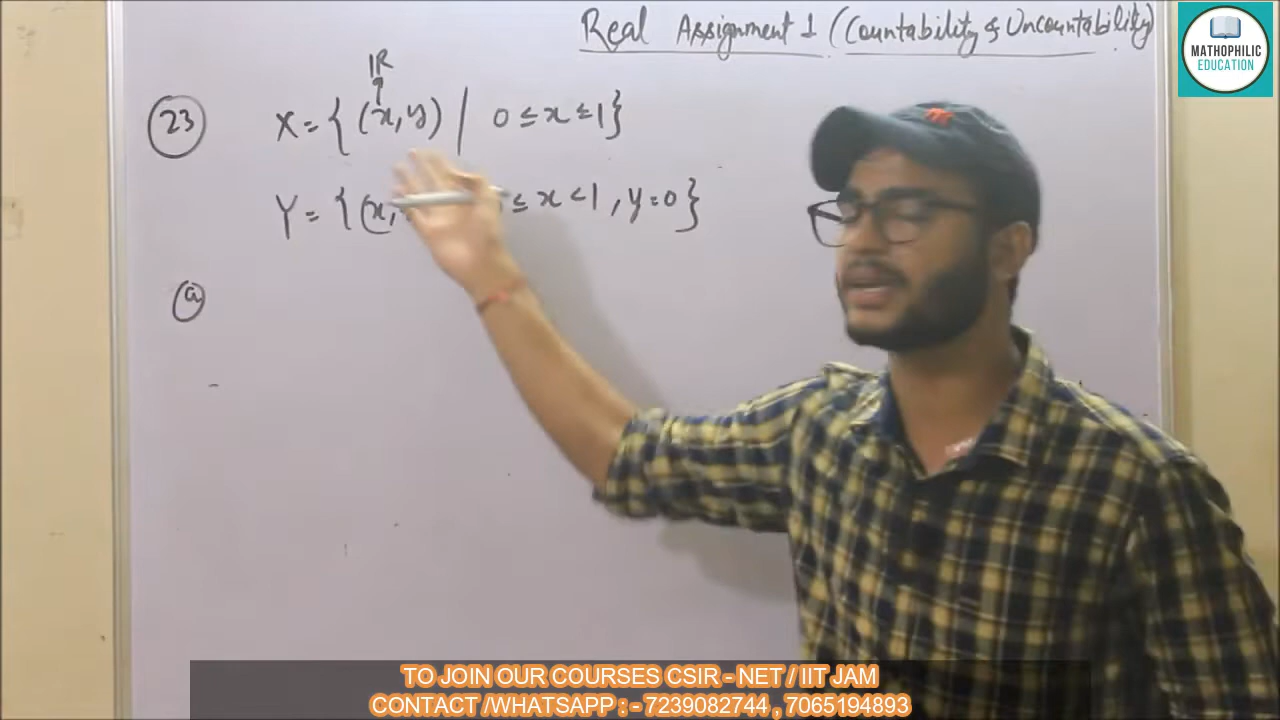 Real Assignment 1 (Countability & Uncountability)
MATHOPHILIC
EDUCATION
IR
23 X = { (x, y) | 0 ≤ x ≤ 1 }
Y = { (x, ≤ x < 1 , y = 0 }
a
TO JOIN OUR COURSES CSIR - NET / IIT JAM
CONTACT /WHATSAPP : - 7239082744 , 7065194893